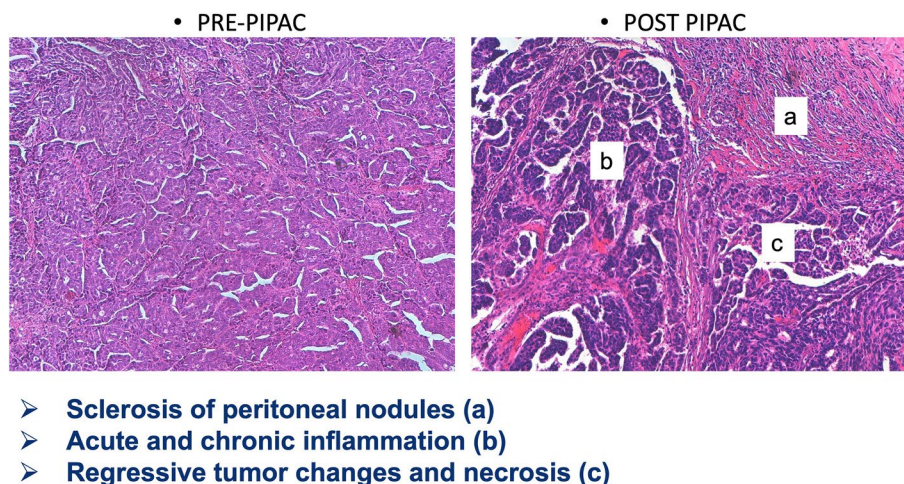 • PRE-PIPAC
• POST PIPAC
a
b
c
➢ Sclerosis of peritoneal nodules (a)
➢ Acute and chronic inflammation (b)
➢ Regressive tumor changes and necrosis (c)